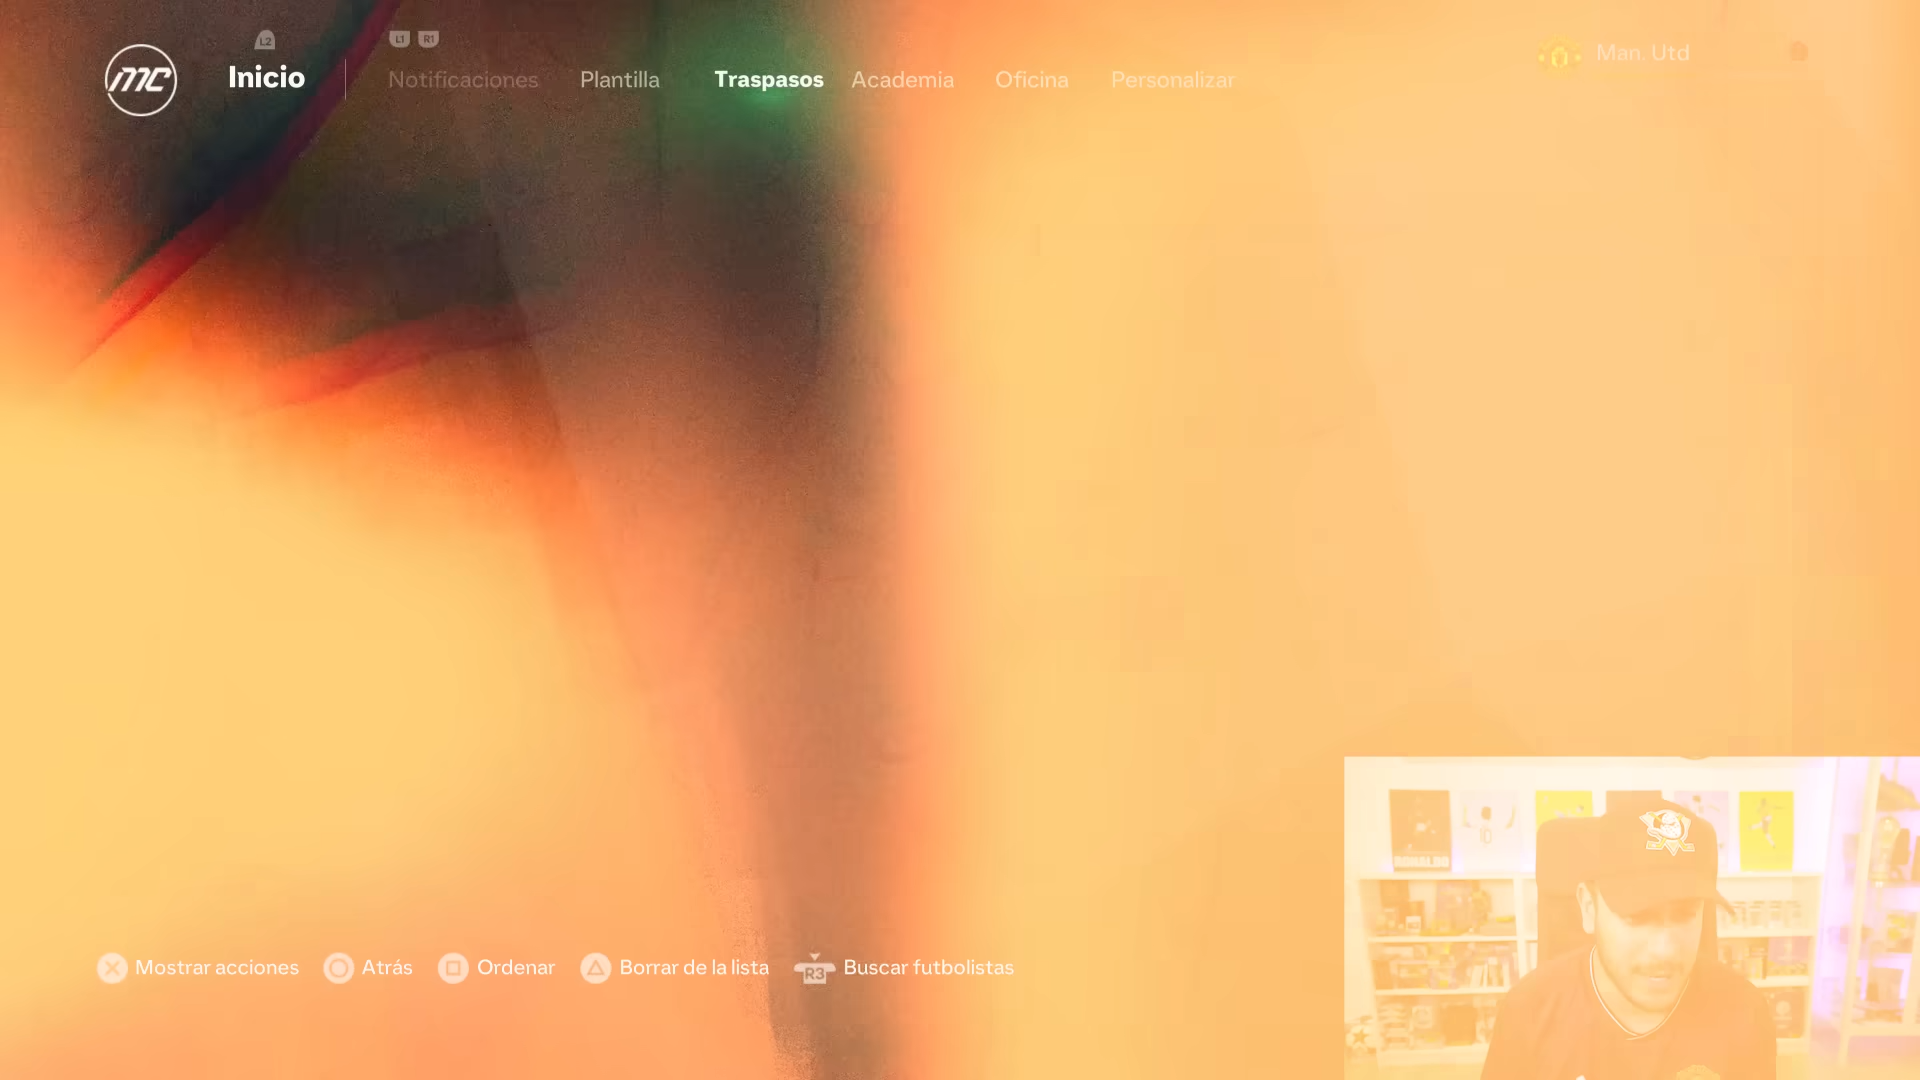 L2
L1 R1
MC
Inicio
Notificaciones
Plantilla
Traspasos
Academia
Oficina
Personalizar
Man. Utd
RONALDO
10
Mostrar acciones
Atrás
Ordenar
Borrar de la lista
R3
Buscar futbolistas